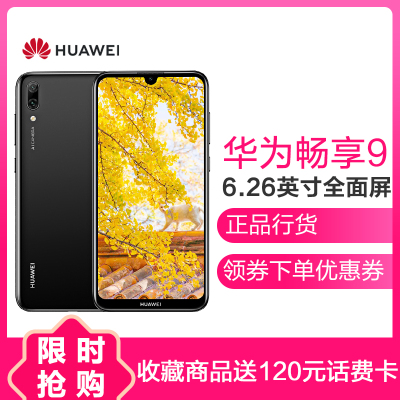 HUAWEI
华为畅享9
6.26英寸全面屏
正品行货
领券下单优惠券
HUAWEI
HUAWEI
限时
抢购
收藏商品送120元话费卡